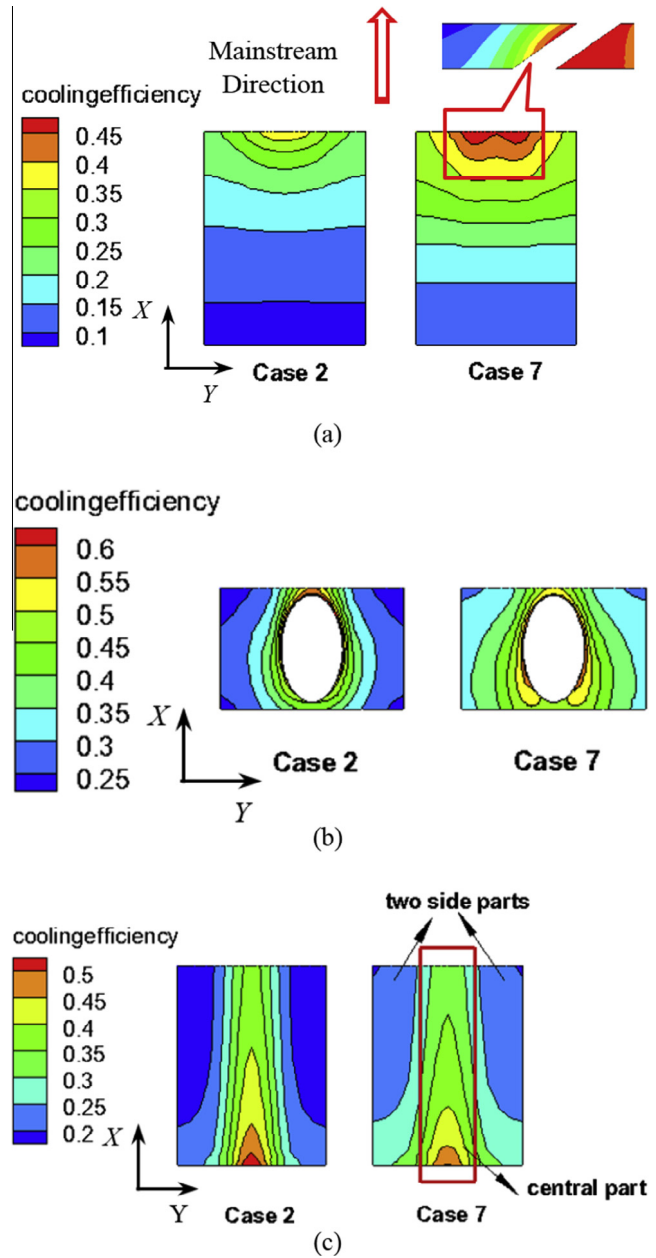 Mainstream
Direction
coolingefficiency
0.45
0.4
0.35
0.3
0.2
0.15
0.1
X
Y
Case 2
Case 7
(a)
coolingefficiency
0.6
0.55
0.5
0.45
0.4
0.35
0.3
0.25
X
Y
Case 2
Case 7
(b)
two side parts
coolingefficiency
0.5
0.45
0.4
0.35
0.3
0.25
0.2
X
Y
Case 2
Case 7
central part
(c)